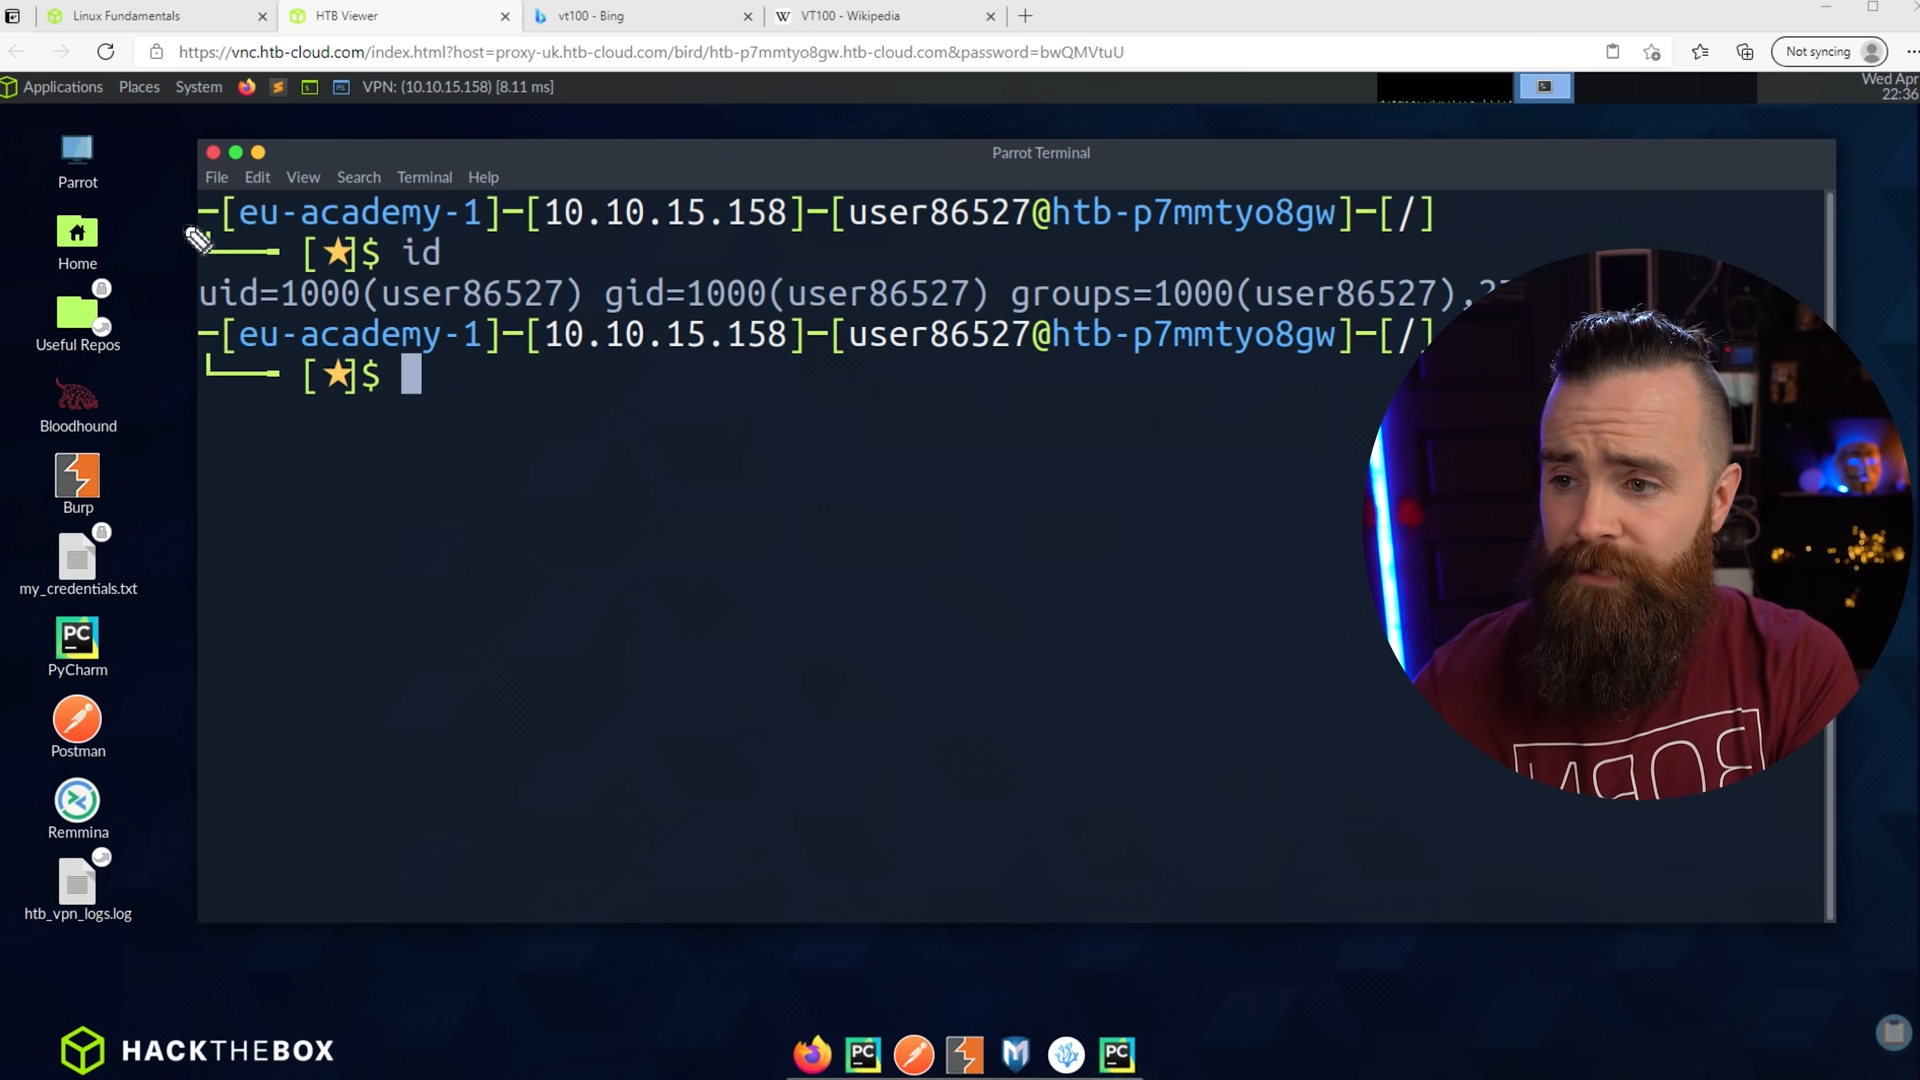 Linux Fundamentals
HTB Viewer
vt100 - Bing
VT100 - Wikipedia
https://vnc.htb-cloud.com/index.html?host=proxy-uk.htb-cloud.com/bird/htb-p7mmtyo8gw.htb-cloud.com&password=bwQMVtuU
Not syncing
Applications Places System VPN: (10.10.15.158) [8.11 ms]
Wed Apr
22:36
Parrot Terminal
File Edit View Search Terminal Help
─[eu-academy-1]─[10.10.15.158]─[user86527@htb-p7mmtyo8gw]─[/]
└──╼ [★]$ id
uid=1000(user86527) gid=1000(user86527) groups=1000(user86527),
─[eu-academy-1]─[10.10.15.158]─[user86527@htb-p7mmtyo8gw]─[/]
└──╼ [★]$
Parrot
Home
Useful Repos
Bloodhound
Burp
my_credentials.txt
PC
PyCharm
Postman
Remmina
htb_vpn_logs.log
HACKTHEBOX
PC
PC